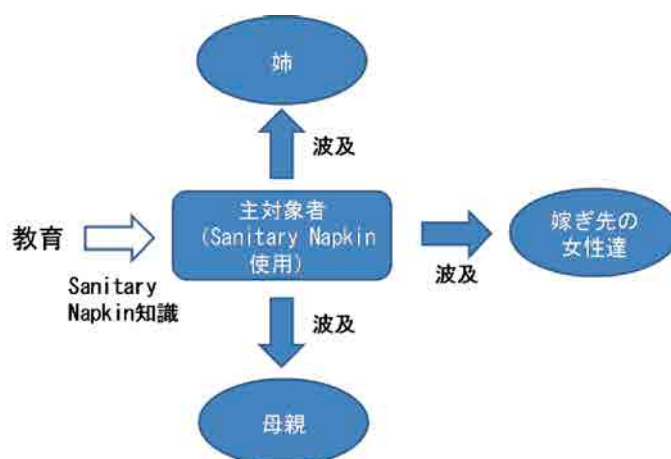 姉
波及
教育
Sanitary
Napkin知識
主対象者
(Sanitary Napkin
使用)
波及
嫁ぎ先の
女性達
波及
母親